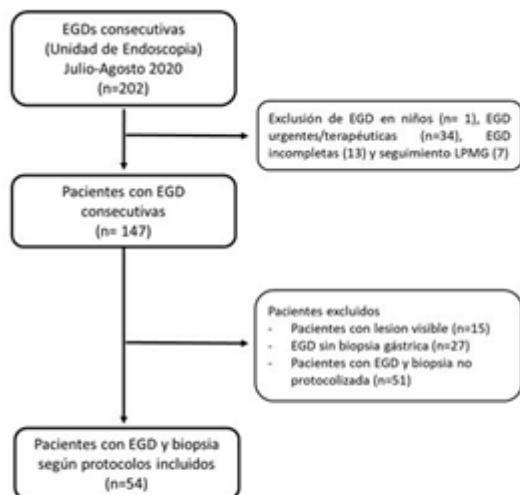 EGDs consecutivas
(Unidad de Endoscopia)
Julio-Agosto 2020
(n=202)
Exclusión de EGD en niños (n= 1), EGD
urgentes/terapéuticas (n=34), EGD
incompletas (13) y seguimiento LPMG (7)
Pacientes con EGD
consecutivas
(n= 147)
Pacientes excluidos
- Pacientes con lesion visible (n=15)
- EGD sin biopsia gástrica (n=27)
- Pacientes con EGD y biopsia no
protocolizada (n=51)
Pacientes con EGD y biopsia
según protocolos incluidos
(n=54)